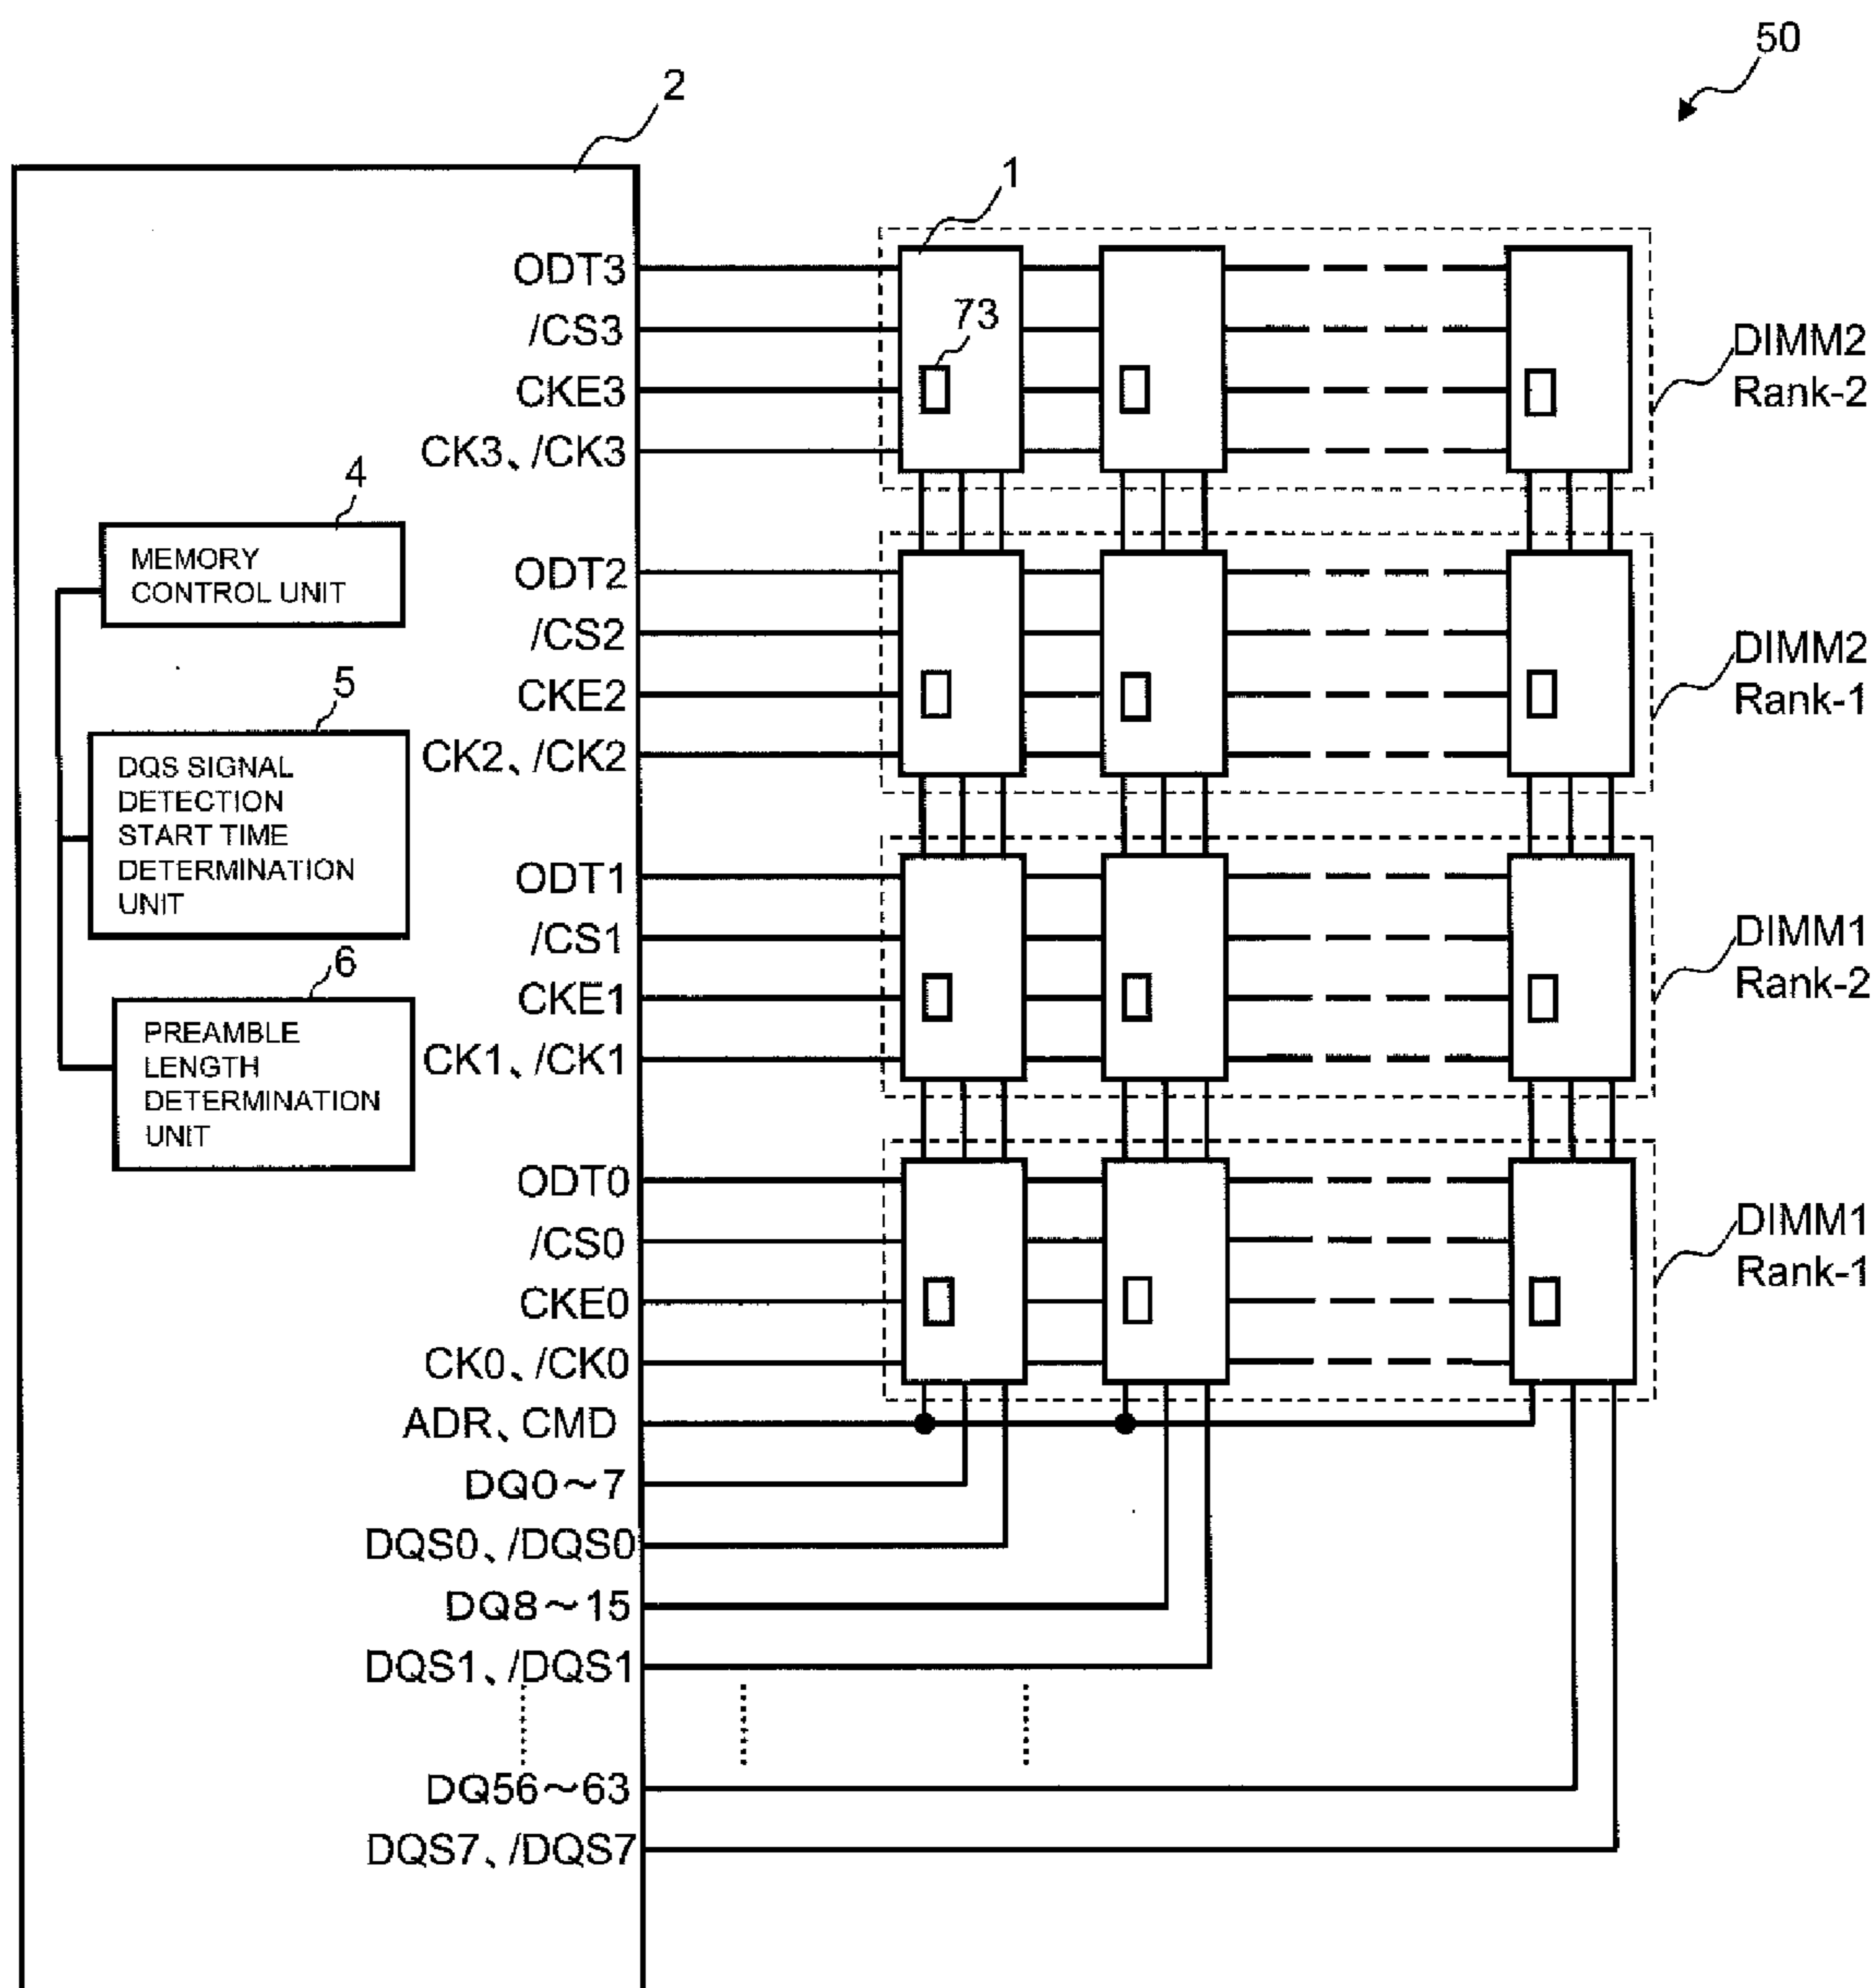 50
2
1
ODT3
73
/CS3
DIMM2
Rank-2
CKE3
CK3、/CK3
4
MEMORY
CONTROL UNIT
ODT2
/CS2
DIMM2
Rank-1
5
CKE2
CK2、/CK2
DQS SIGNAL
DETECTION
START TIME
DETERMINATION
UNIT
ODT1
/CS1
DIMM1
Rank-2
6
CKE1
CK1、/CK1
PREAMBLE
LENGTH
DETERMINATION
UNIT
ODT0
/CS0
DIMM1
Rank-1
CKE0
CK0、/CK0
ADR、CMD
DQ0～7
DQS0、/DQS0
DQ8～15
DQS1、/DQS1
DQ56～63
DQS7、/DQS7